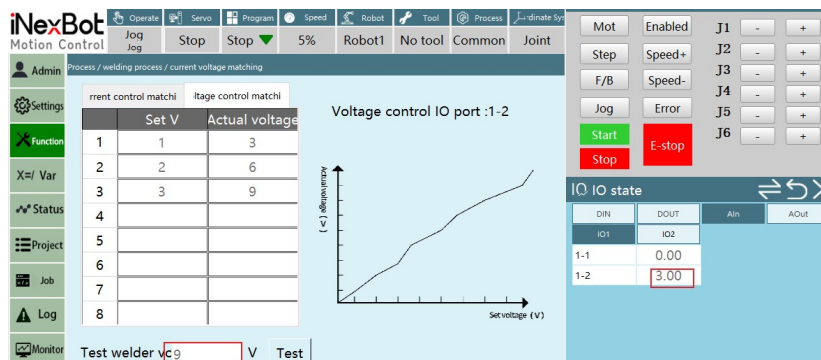 iNexBot
Motion Control
Operate Servo Program Speed Robot Tool Process dinate Sys
Jog Stop Stop 5% Robot1 No tool Common Joint
Jog
Admin
Settings
Function
X=/ Var
Status
Project
Job
Log
Monitor
Process / welding process / current voltage matching
rrent control matchi ltage control matchi
Set V Actual voltage
1 1 3
2 2 6
3 3 9
4
5
6
7
8
Test welder vc 9 V Test
Voltage control IO port :1-2
Actual voltage (V)
Set voltage (V)
Mot Enabled J1 - +
Step Speed+ J2 - +
F/B Speed- J3 - +
Jog Error J4 - +
Start E-stop J5 - +
Stop J6 - +
IO IO state
DIN DOUT AIn AOut
IO1 IO2
1-1 0.00
1-2 3.00